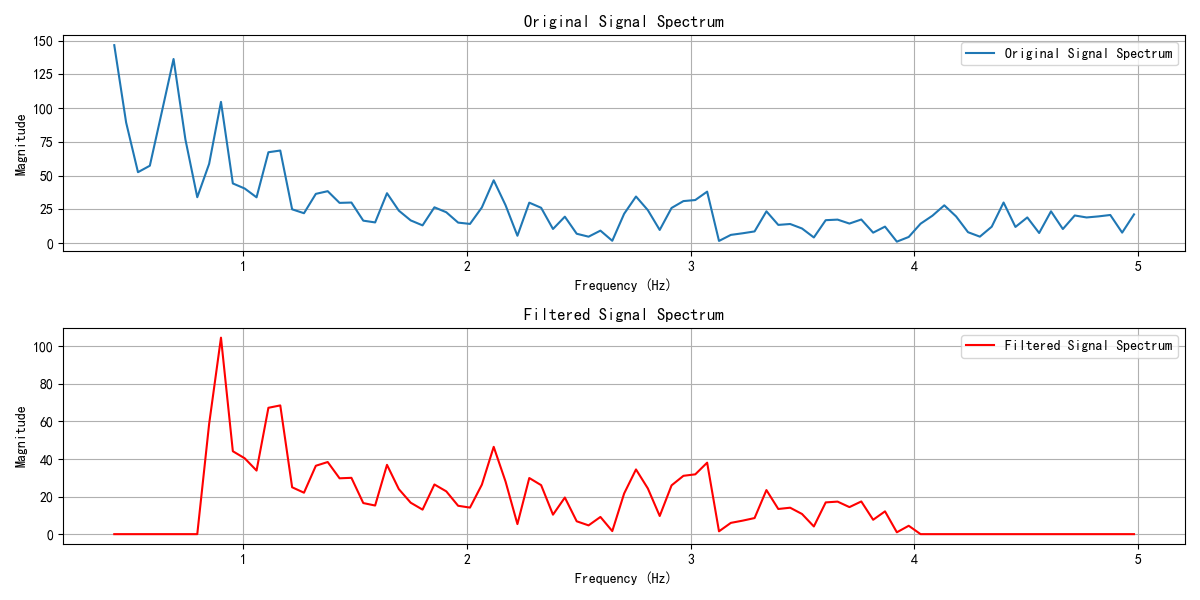 Original Signal Spectrum
Original Signal Spectrum
Magnitude
150
125
100
75
50
25
0
1 2 3 4 5
Frequency (Hz)
Filtered Signal Spectrum
Filtered Signal Spectrum
Magnitude
100
80
60
40
20
0
1 2 3 4 5
Frequency (Hz)